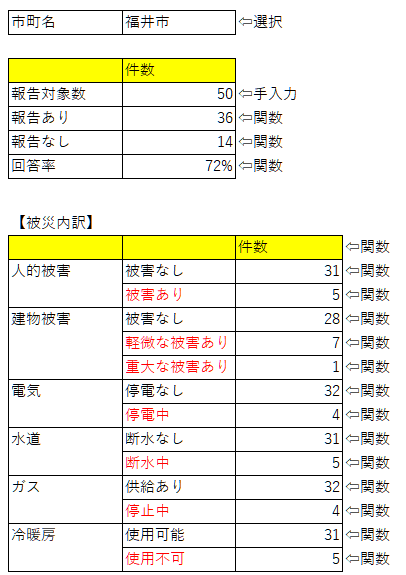 市町名 福井市 ⇦選択
件数
報告対象数 50 ⇦手入力
報告あり 36 ⇦関数
報告なし 14 ⇦関数
回答率 72% ⇦関数
【被災内訳】
件数 ⇦関数
人的被害 被害なし 31 ⇦関数
被害あり 5 ⇦関数
建物被害 被害なし 28 ⇦関数
軽微な被害あり 7 ⇦関数
重大な被害あり 1 ⇦関数
電気 停電なし 32 ⇦関数
停電中 4 ⇦関数
水道 断水なし 31 ⇦関数
断水中 5 ⇦関数
ガス 供給あり 32 ⇦関数
停止中 4 ⇦関数
冷暖房 使用可能 31 ⇦関数
使用不可 5 ⇦関数